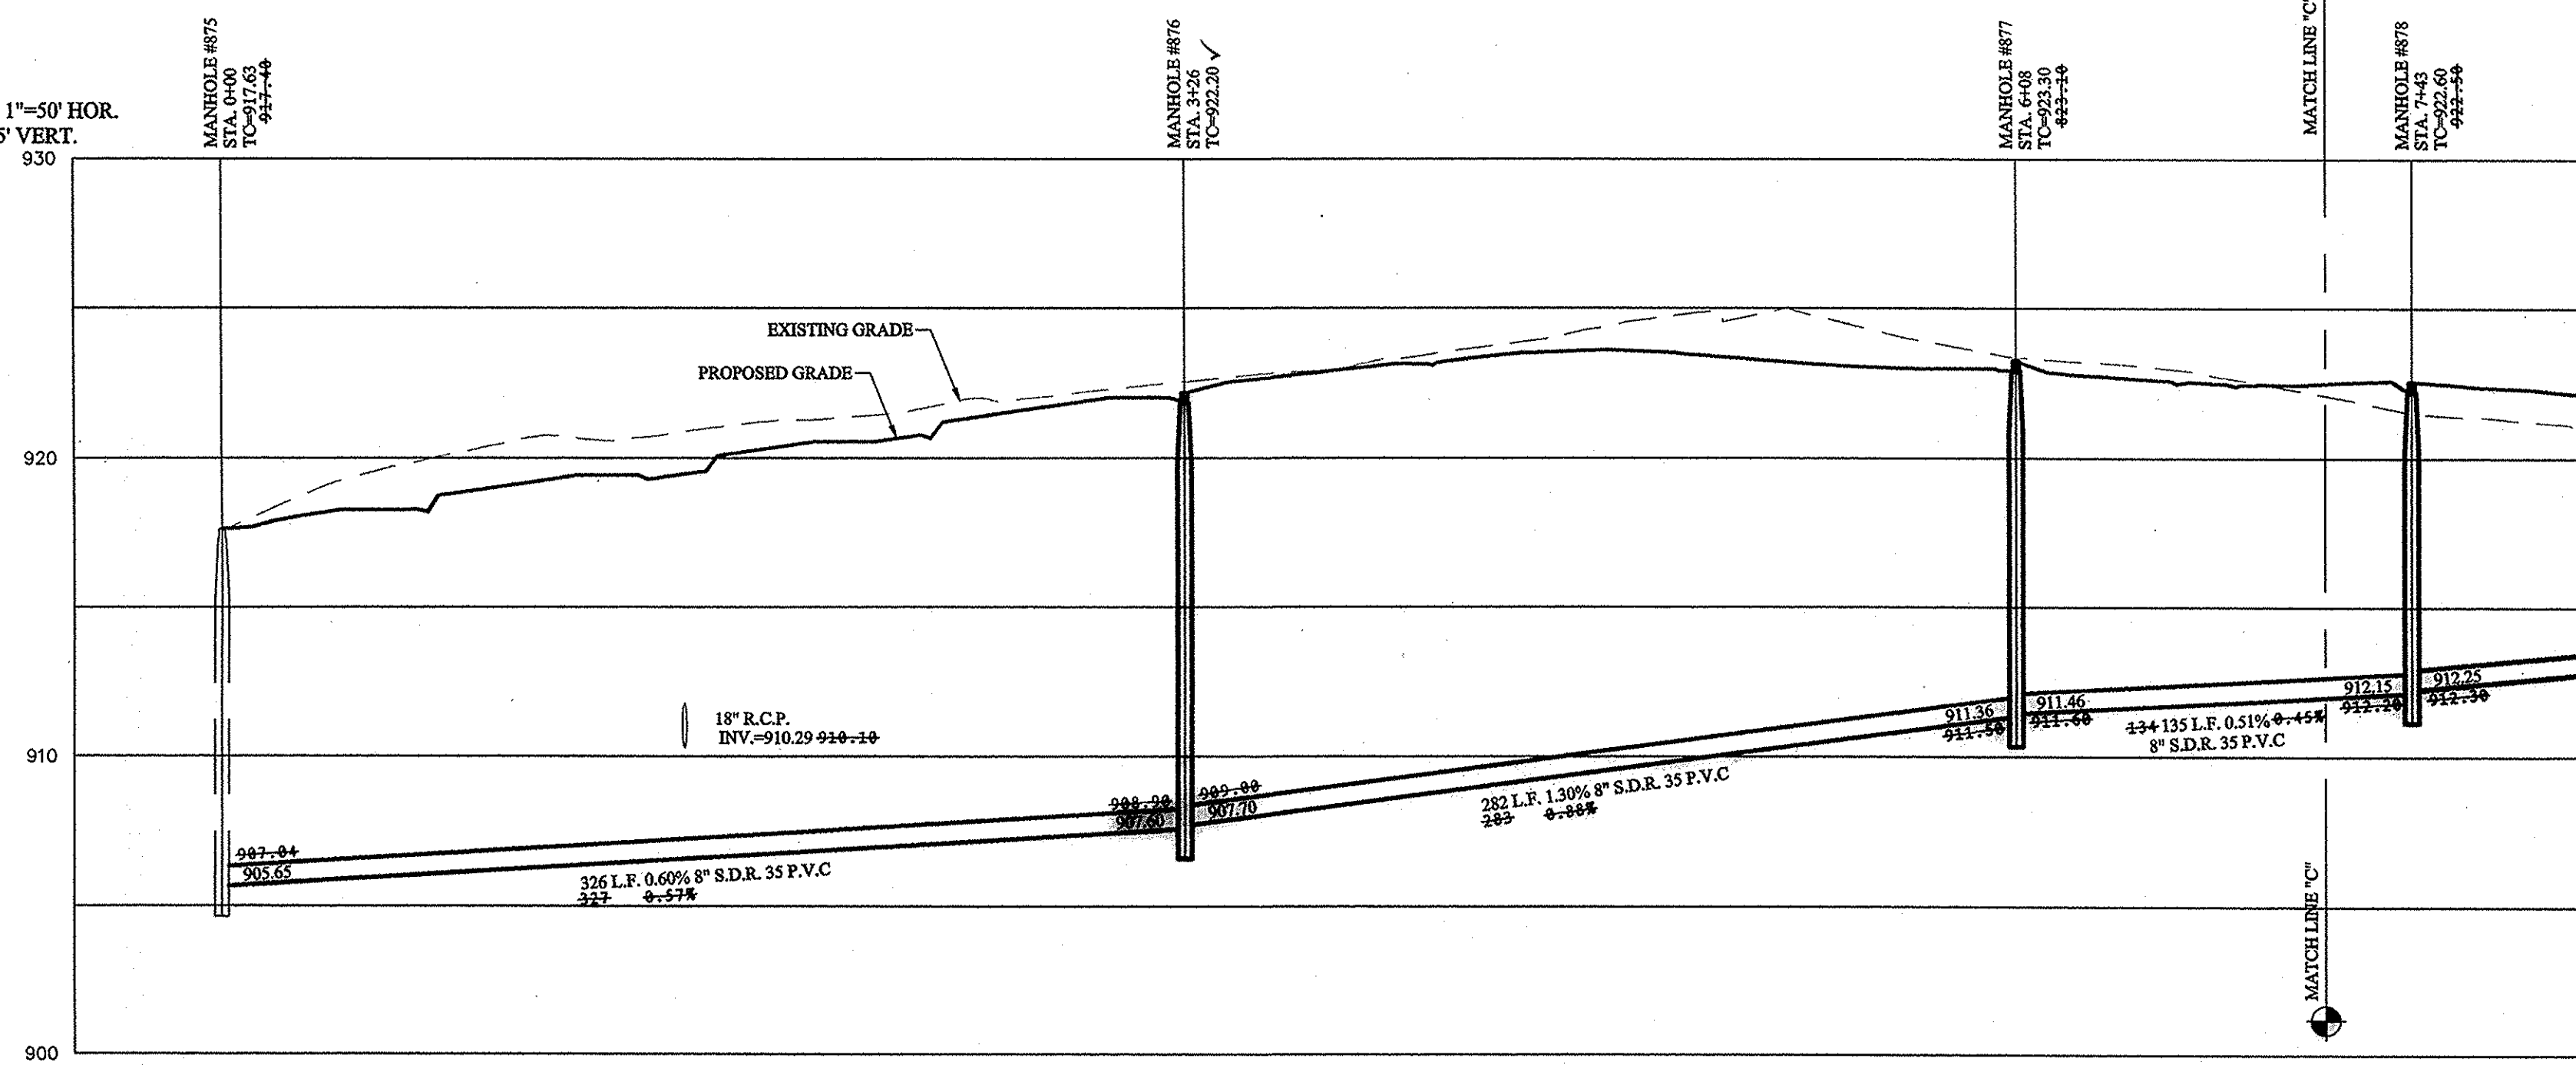 1"=50' HOR.
5' VERT.
MANHOLE #875
STA. 0+00
TC=917.63
917.40
MANHOLE #876
STA. 3+26
TC=922.20 ✓
MANHOLE #877
STA. 6+08
TC=923.30
823.10
MATCH LINE "C"
MANHOLE #878
STA. 7+43
TC=922.60
922.50
930
EXISTING GRADE
PROPOSED GRADE
920
18" R.C.P.
INV.=910.29 910.10
910
907.04
905.65
326 L.F. 0.60% 8" S.D.R. 35 P.V.C
327 0.57%
908.90
907.60
909.00
907.70
282 L.F. 1.30% 8" S.D.R. 35 P.V.C
283 0.88%
911.36
911.50
911.46
911.60
134 135 L.F. 0.51% 0.45%
8" S.D.R. 35 P.V.C
912.15
912.20
912.25
912.30
MATCH LINE "C"
900